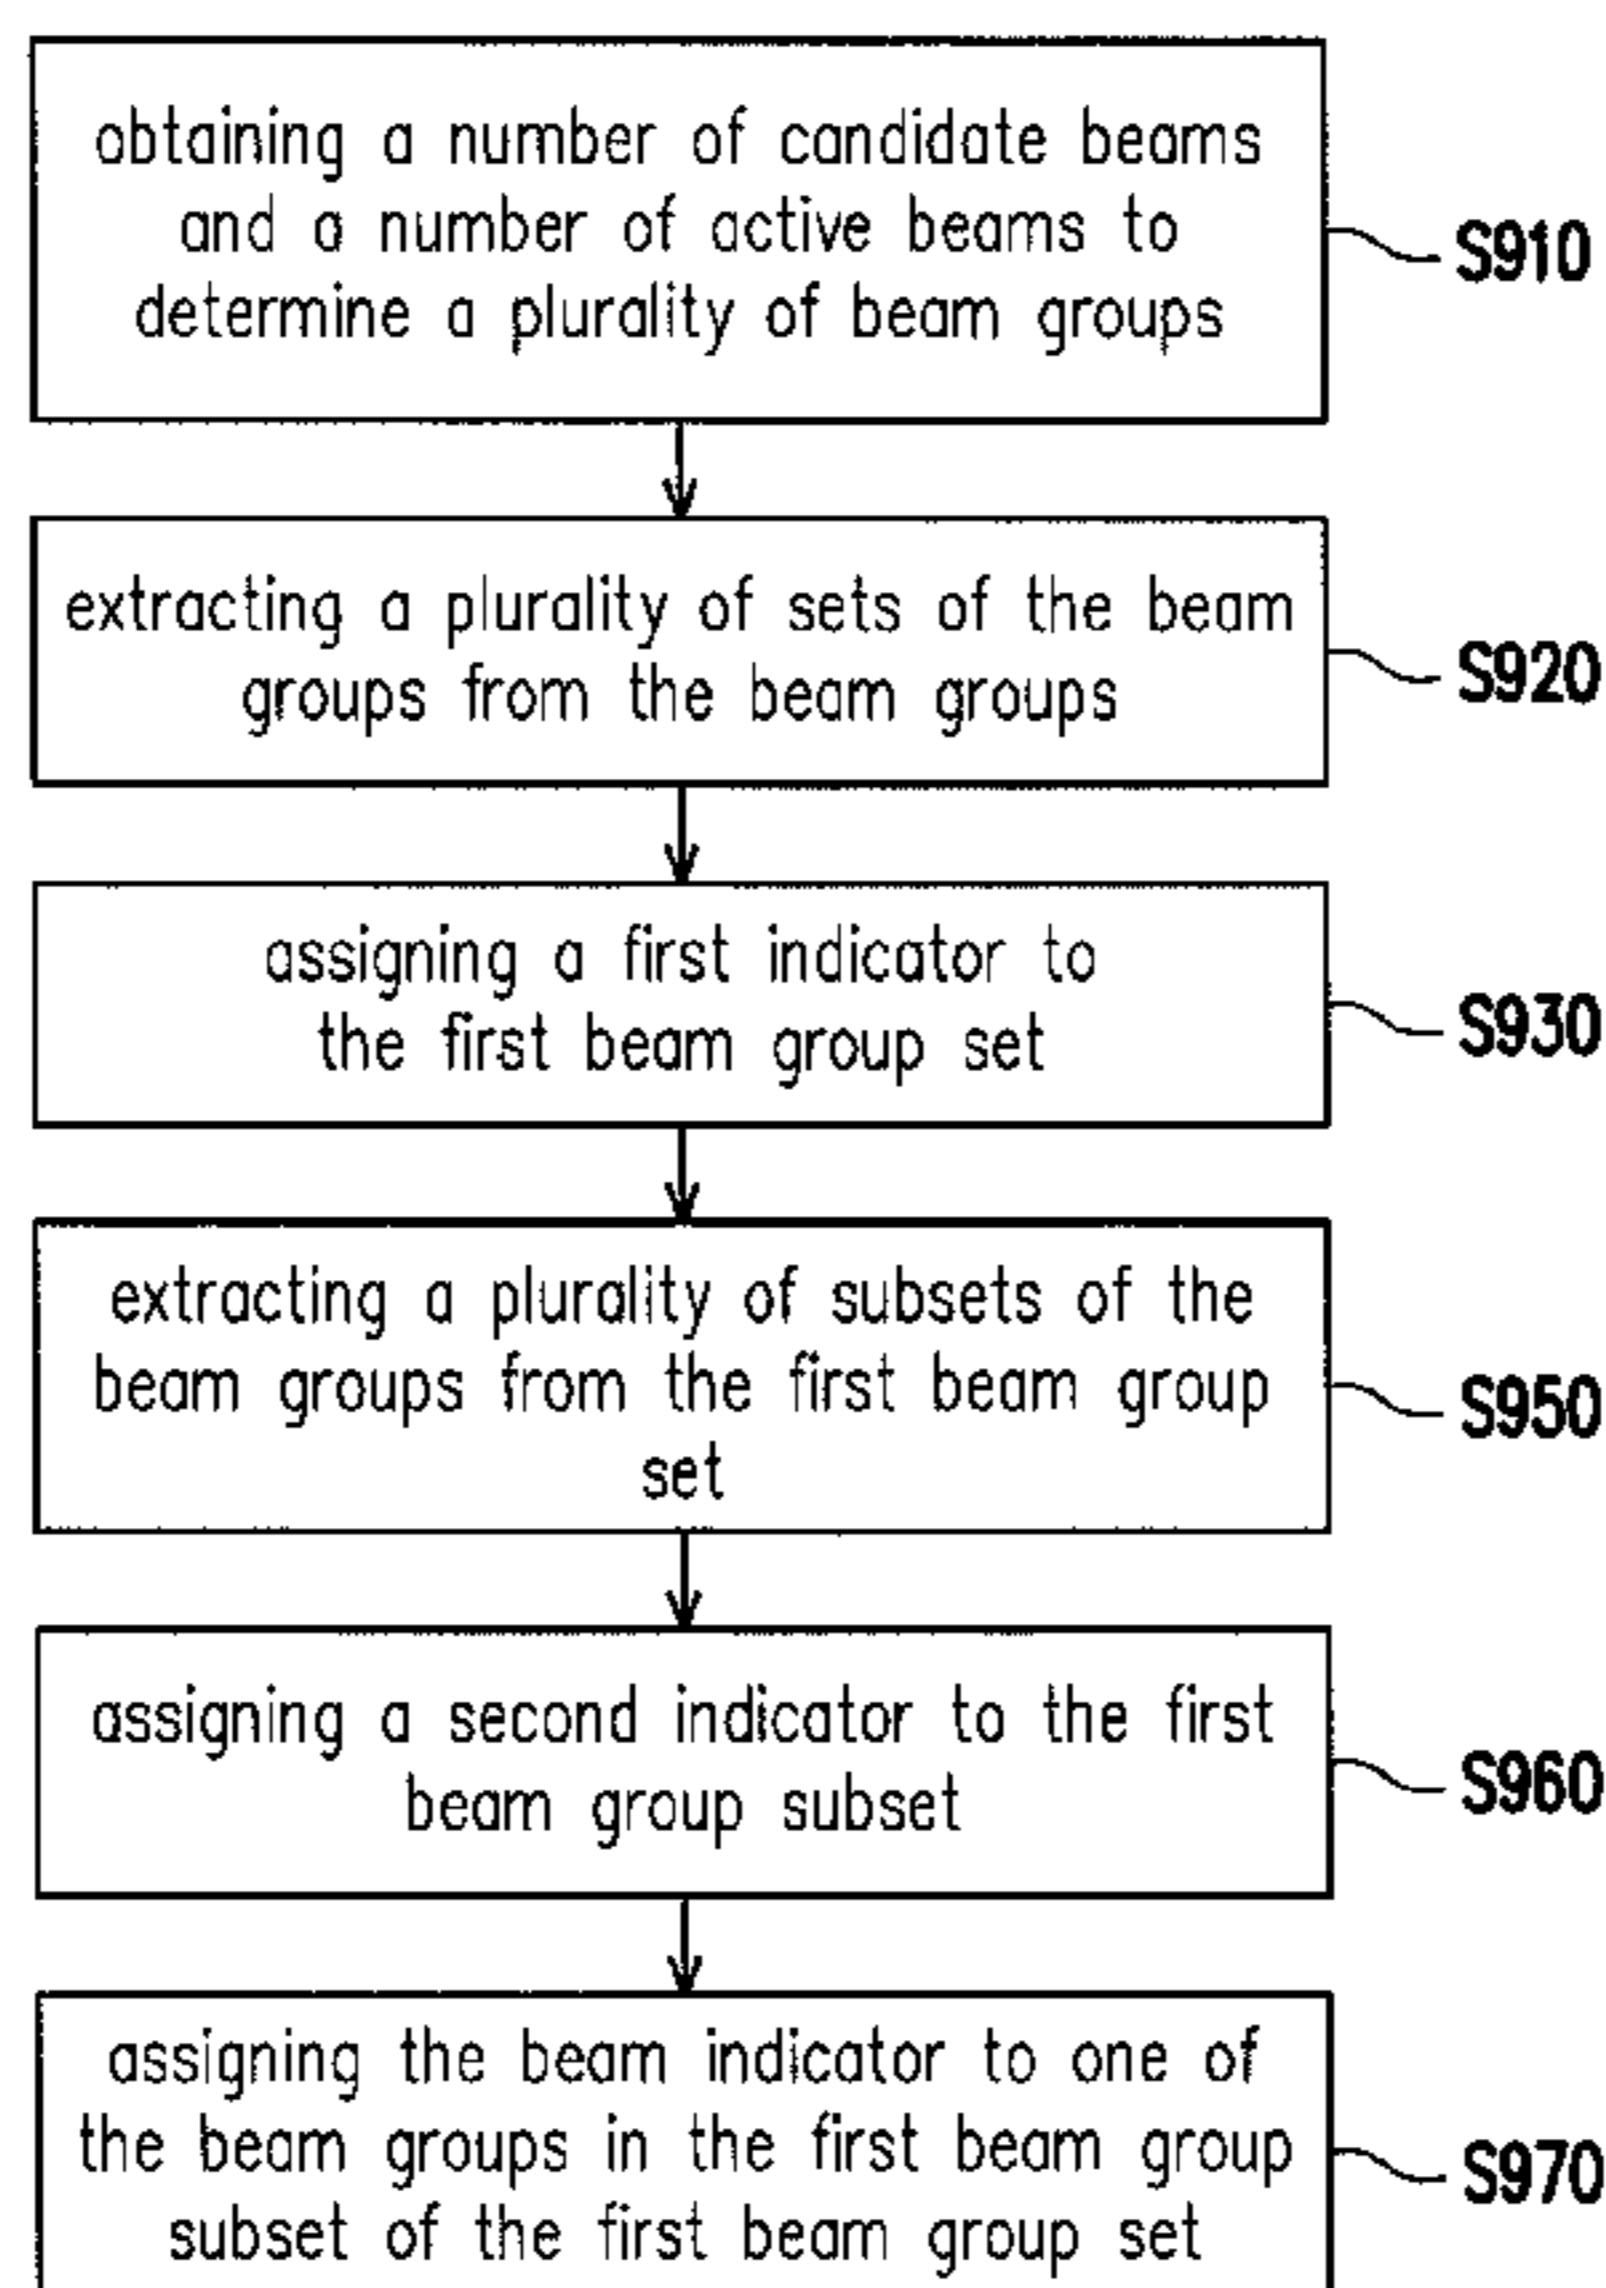 obtaining a number of candidate beams
and a number of active beams to
determine a plurality of beam groups
S910
extracting a plurality of sets of the beam
groups from the beam groups
S920
assigning a first indicator to
the first beam group set
S930
extracting a plurality of subsets of the
beam groups from the first beam group
set
S950
assigning a second indicator to the first
beam group subset
S960
assigning the beam indicator to one of
the beam groups in the first beam group
subset of the first beam group set
S970